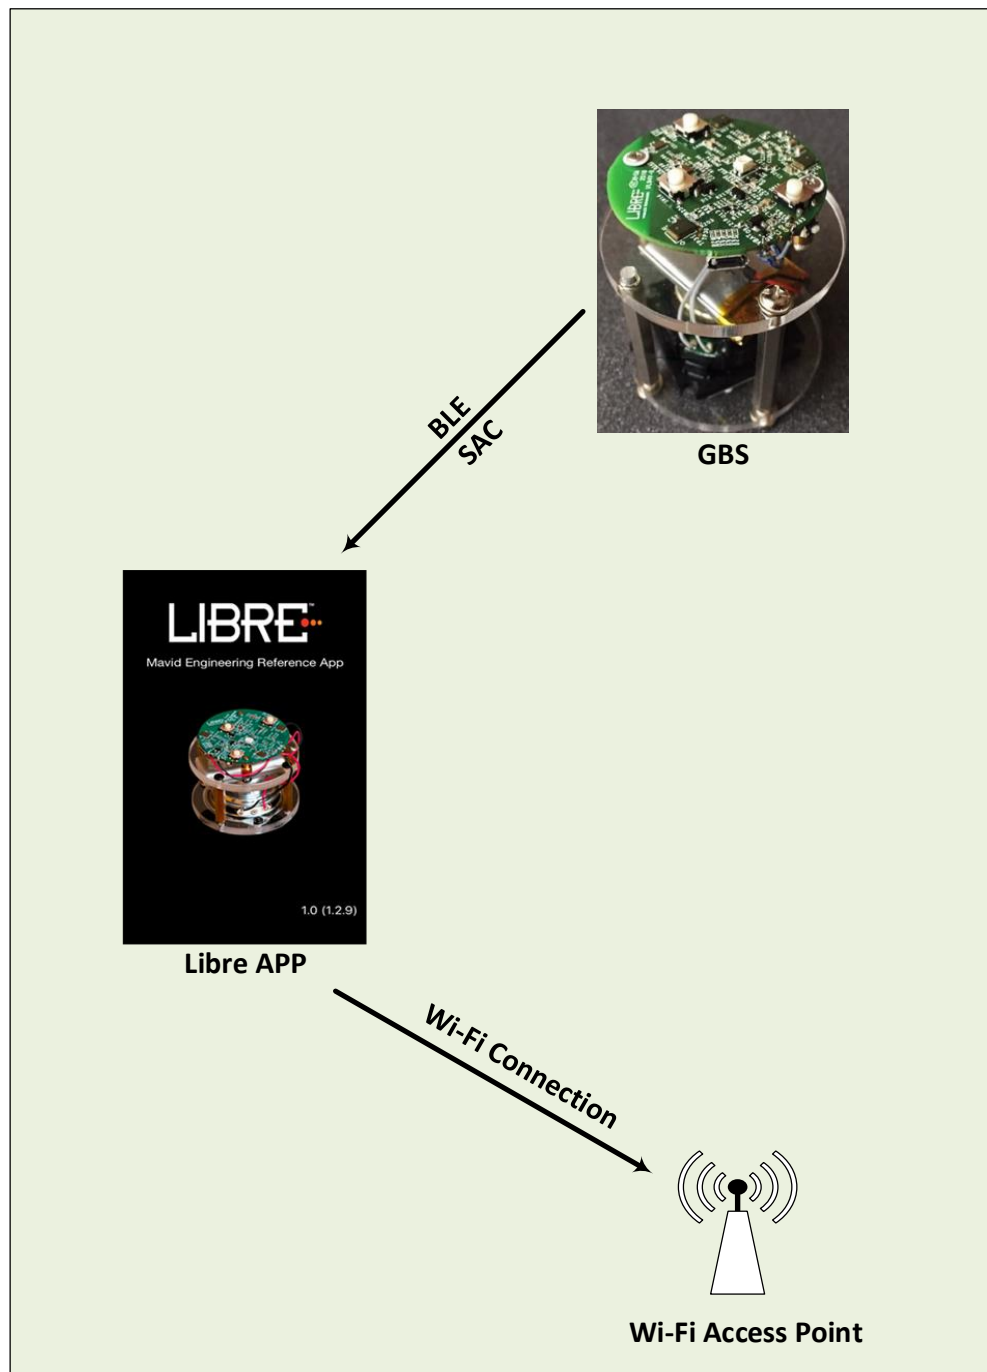 GBS
BLE
SAC
LIBRE™
Mavid Engineering Reference App
1.0 (1.2.9)
Libre APP
Wi-Fi Connection
Wi-Fi Access Point